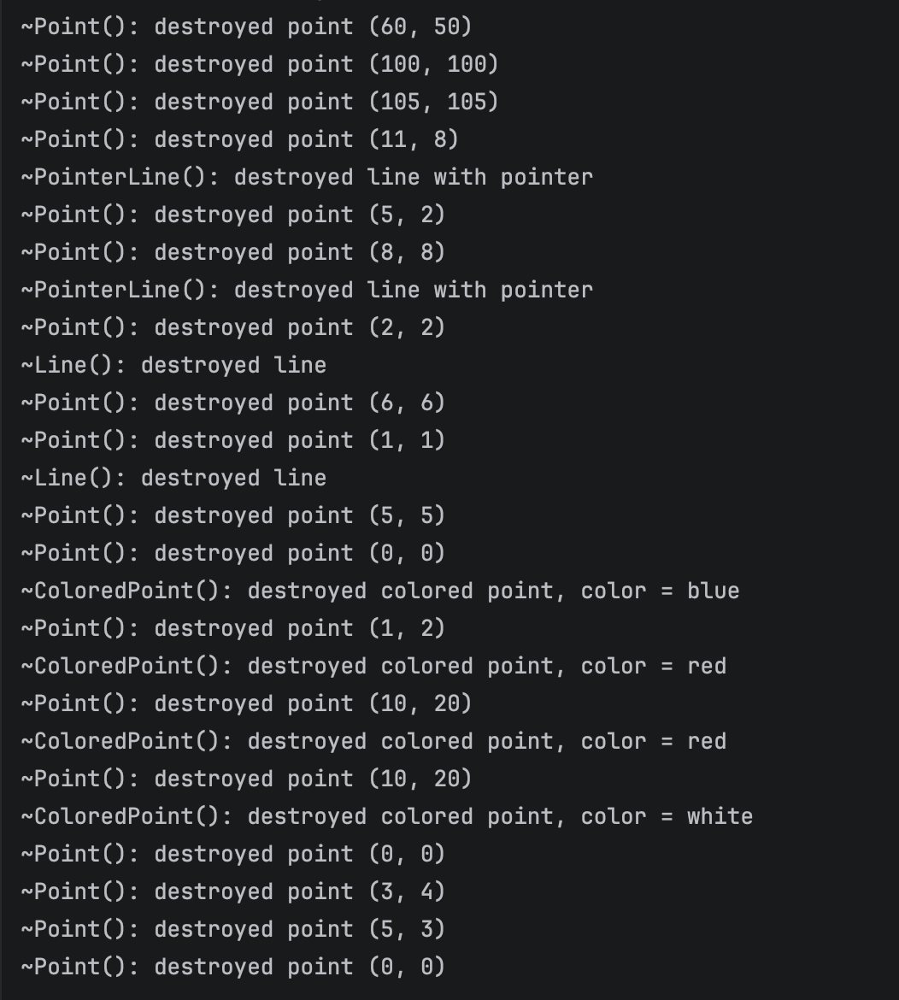 ~Point(): destroyed point (60, 50)
~Point(): destroyed point (100, 100)
~Point(): destroyed point (105, 105)
~Point(): destroyed point (11, 8)
~PointerLine(): destroyed line with pointer
~Point(): destroyed point (5, 2)
~Point(): destroyed point (8, 8)
~PointerLine(): destroyed line with pointer
~Point(): destroyed point (2, 2)
~Line(): destroyed line
~Point(): destroyed point (6, 6)
~Point(): destroyed point (1, 1)
~Line(): destroyed line
~Point(): destroyed point (5, 5)
~Point(): destroyed point (0, 0)
~ColoredPoint(): destroyed colored point, color = blue
~Point(): destroyed point (1, 2)
~ColoredPoint(): destroyed colored point, color = red
~Point(): destroyed point (10, 20)
~ColoredPoint(): destroyed colored point, color = red
~Point(): destroyed point (10, 20)
~ColoredPoint(): destroyed colored point, color = white
~Point(): destroyed point (0, 0)
~Point(): destroyed point (3, 4)
~Point(): destroyed point (5, 3)
~Point(): destroyed point (0, 0)